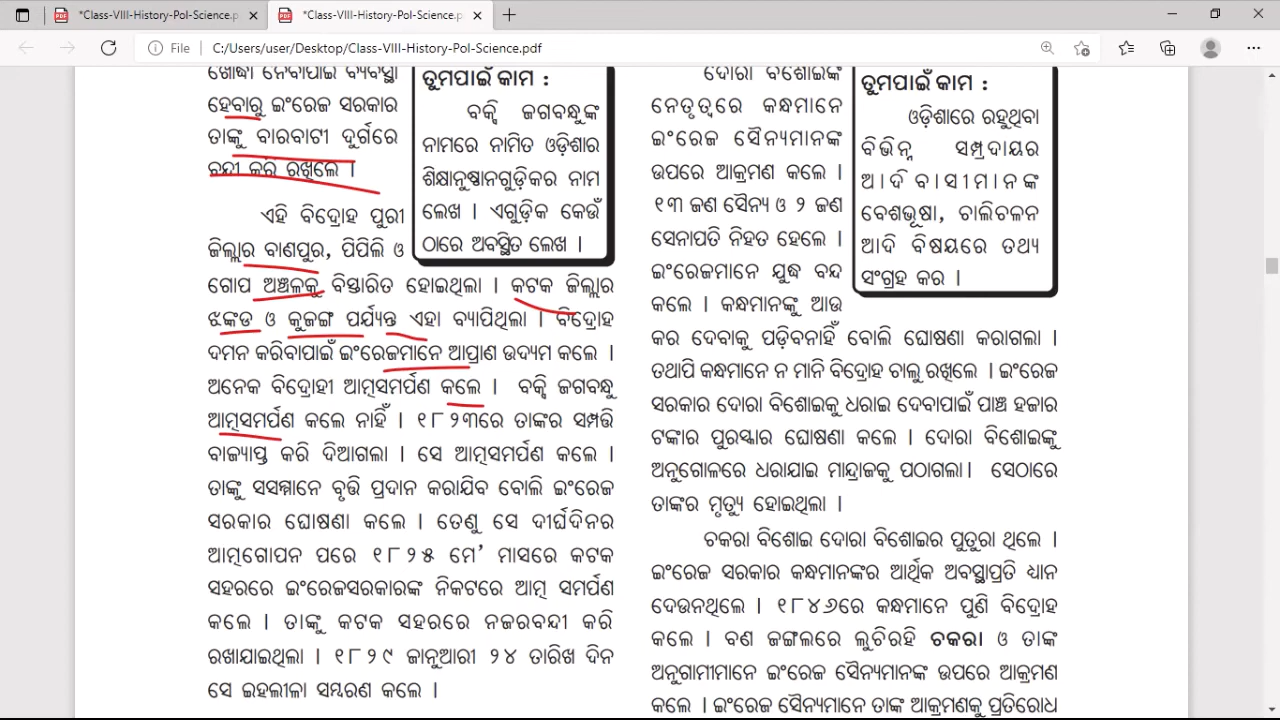 *Class-VIII-History-Pol-Science.p
*Class-VIII-History-Pol-Science.p
File
C:/Users/user/Desktop/Class-VIII-History-Pol-Science.pdf
ଖୋର୍ଦ୍ଧା ନେବାପାଇଁ ବ୍ୟବସ୍ଥା
ହେବାରୁ ଇଂରେଜ ସରକାର
ତାଙ୍କୁ ବାରବାଟୀ ଦୁର୍ଗରେ
ବନ୍ଦୀ କରି ରଖିଲେ ।
ତୁମପାଇଁ କାମ :
ବକ୍ସି ଜଗବନ୍ଧୁଙ୍କ
ନାମରେ ନାମିତ ଓଡ଼ିଶାର
ଶିକ୍ଷାନୁଷ୍ଠାନଗୁଡ଼ିକର ନାମ
ଲେଖ । ଏଗୁଡ଼ିକ କେଉଁ
ଠାରେ ଅବସ୍ଥିତ ଲେଖ ।
ଏହି ବିଦ୍ରୋହ ପୁରୀ
ଜିଲ୍ଲାର ବାଣପୁର, ପିପିଲି ଓ
ଗୋପ ଅଞ୍ଚଳକୁ ବିସ୍ତାରିତ ହୋଇଥିଲା । କଟକ ଜିଲ୍ଲାର
ଝଙ୍କଡ ଓ କୁଜଙ୍ଗ ପର୍ଯ୍ୟନ୍ତ ଏହା ବ୍ୟାପିଥିଲା । ବିଦ୍ରୋହ
ଦମନ କରିବାପାଇଁ ଇଂରେଜମାନେ ଆପ୍ରାଣ ଉଦ୍ୟମ କଲେ ।
ଅନେକ ବିଦ୍ରୋହୀ ଆତ୍ମସମର୍ପଣ କଲେ । ବକ୍ସି ଜଗବନ୍ଧୁ
ଆତ୍ମସମର୍ପଣ କଲେ ନାହିଁ । ୧୮୨୩ରେ ତାଙ୍କର ସମ୍ପତ୍ତି
ବାଜ୍ୟାପ୍ତ କରି ଦିଆଗଲା । ସେ ଆତ୍ମସମର୍ପଣ କଲେ ।
ତାଙ୍କୁ ସସମ୍ମାନେ ବୃତ୍ତି ପ୍ରଦାନ କରାଯିବ ବୋଲି ଇଂରେଜ
ସରକାର ଘୋଷଣା କଲେ । ତେଣୁ ସେ ଦୀର୍ଘଦିନର
ଆତ୍ମଗୋପନ ପରେ ୧୮୨୫ ମେ’ ମାସରେ କଟକ
ସହରରେ ଇଂରେଜସରକାରଙ୍କ ନିକଟରେ ଆତ୍ମ ସମର୍ପଣ
କଲେ । ତାଙ୍କୁ କଟକ ସହରରେ ନଜରବନ୍ଦୀ କରି
ରଖାଯାଇଥିଲା । ୧୮୨୯ ଜାନୁଆରୀ ୨୪ ତାରିଖ ଦିନ
ସେ ଇହଲୀଳା ସମ୍ବରଣ କଲେ ।
ଦୋରା ବିଶୋଇଙ୍କ
ନେତୃତ୍ୱରେ କନ୍ଧମାନେ
ଇଂରେଜ ସୈନ୍ୟମାନଙ୍କ
ଉପରେ ଆକ୍ରମଣ କଲେ ।
୧୩ ଜଣ ସୈନ୍ୟ ଓ ୨ ଜଣ
ସେନାପତି ନିହତ ହେଲେ ।
ଇଂରେଜମାନେ ଯୁଦ୍ଧ ବନ୍ଦ
କଲେ । କନ୍ଧମାନଙ୍କୁ ଆଉ
ତୁମପାଇଁ କାମ :
ଓଡ଼ିଶାରେ ରହୁଥିବା
ବିଭିନ୍ନ ସମ୍ପ୍ରଦାୟର
ଆଦିବାସୀମାନଙ୍କ
ବେଶଭୂଷା, ଚାଲିଚଳନ
ଆଦି ବିଷୟରେ ତଥ୍ୟ
ସଂଗ୍ରହ କର ।
କର ଦେବାକୁ ପଡ଼ିବନାହିଁ ବୋଲି ଘୋଷଣା କରାଗଲା ।
ତଥାପି କନ୍ଧମାନେ ନ ମାନି ବିଦ୍ରୋହ ଚାଲୁ ରଖିଲେ । ଇଂରେଜ
ସରକାର ଦୋରା ବିଶୋଇକୁ ଧରାଇ ଦେବାପାଇଁ ପାଞ୍ଚ ହଜାର
ଟଙ୍କାର ପୁରସ୍କାର ଘୋଷଣା କଲେ । ଦୋରା ବିଶୋଇଙ୍କୁ
ଅନୁଗୋଳରେ ଧରାଯାଇ ମାନ୍ଦ୍ରାଜକୁ ପଠାଗଲା । ସେଠାରେ
ତାଙ୍କର ମୃତ୍ୟୁ ହୋଇଥିଲା ।
ଚକରା ବିଶୋଇ ଦୋରା ବିଶୋଇର ପୁତୁରା ଥିଲେ ।
ଇଂରେଜ ସରକାର କନ୍ଧମାନଙ୍କର ଆର୍ଥିକ ଅବସ୍ଥାପ୍ରତି ଧ୍ୟାନ
ଦେଉନଥିଲେ । ୧୮୪୬ରେ କନ୍ଧମାନେ ପୁଣି ବିଦ୍ରୋହ
କଲେ । ବଣ ଜଙ୍ଗଲରେ ଲୁଚିରହି ଚକରା ଓ ତାଙ୍କ
ଅନୁଗାମୀମାନେ ଇଂରେଜ ସୈନ୍ୟମାନଙ୍କ ଉପରେ ଆକ୍ରମଣ
କଲେ । ଇଂରେଜ ସୈନ୍ୟମାନେ ତାଙ୍କ ଆକ୍ରମଣକୁ ପ୍ରତିରୋଧ